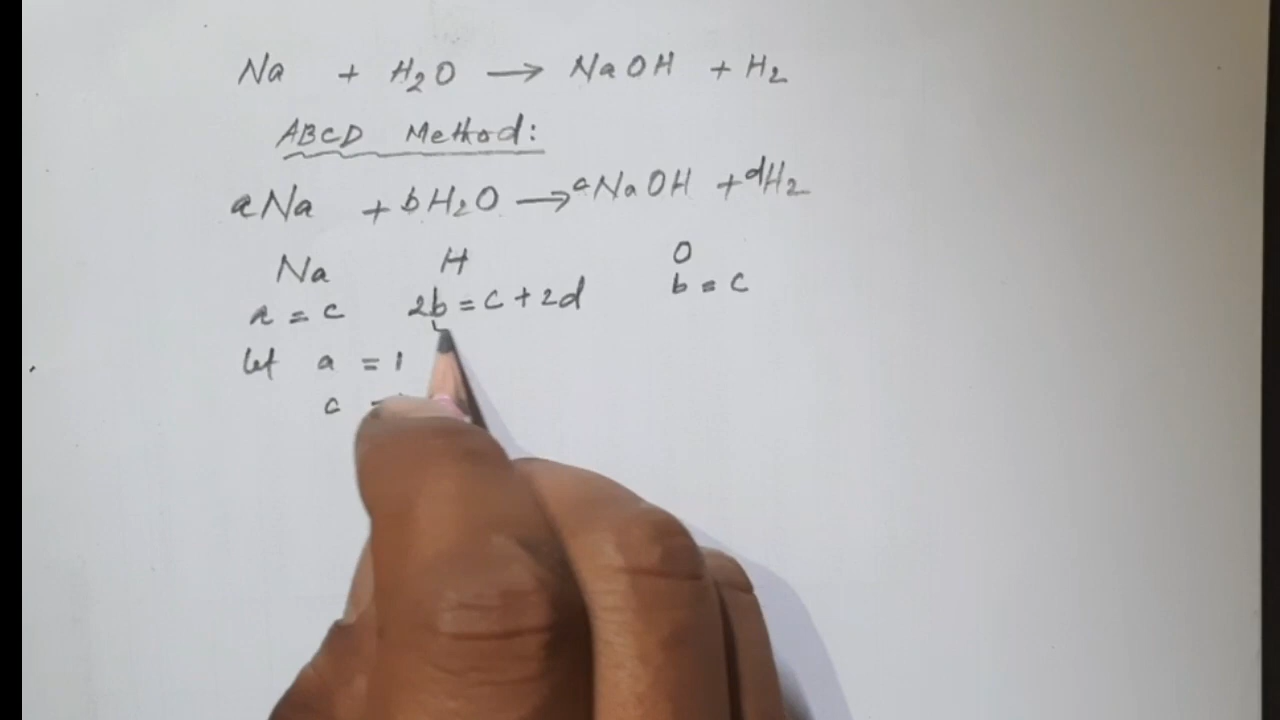 Na + H2O → NaOH + H2
ABCD Method:
aNa + bH2O → cNaOH + dH2
Na H O
a = c 2b = c + 2d b = c
let a = 1
c